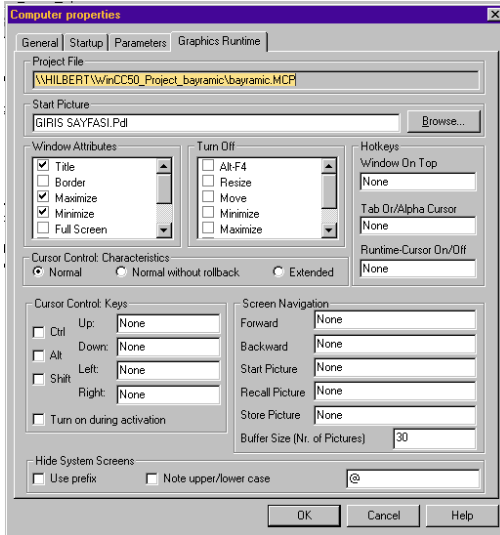 Computer properties
General Startup Parameters Graphics Runtime
Project File
\\HILBERT\WinCC50_Project_bayramic\bayramic.MCP
Start Picture
GIRIS SAYFASI.Pdl Browse...
Window Attributes
Title
Border
Maximize
Minimize
Full Screen
Turn Off
Alt-F4
Resize
Move
Minimize
Maximize
Hotkeys
Window On Top
None
Tab Or/Alpha Cursor
None
Runtime-Cursor On/Off
None
Cursor Control: Characteristics
Normal Normal without rollback Extended
Cursor Control: Keys
Ctrl
Alt
Shift
Up: None
Down: None
Left: None
Right: None
Turn on during activation
Screen Navigation
Forward None
Backward None
Start Picture None
Recall Picture None
Store Picture None
Buffer Size (Nr. of Pictures) 30
Hide System Screens
Use prefix Note upper/lower case @
OK Cancel Help